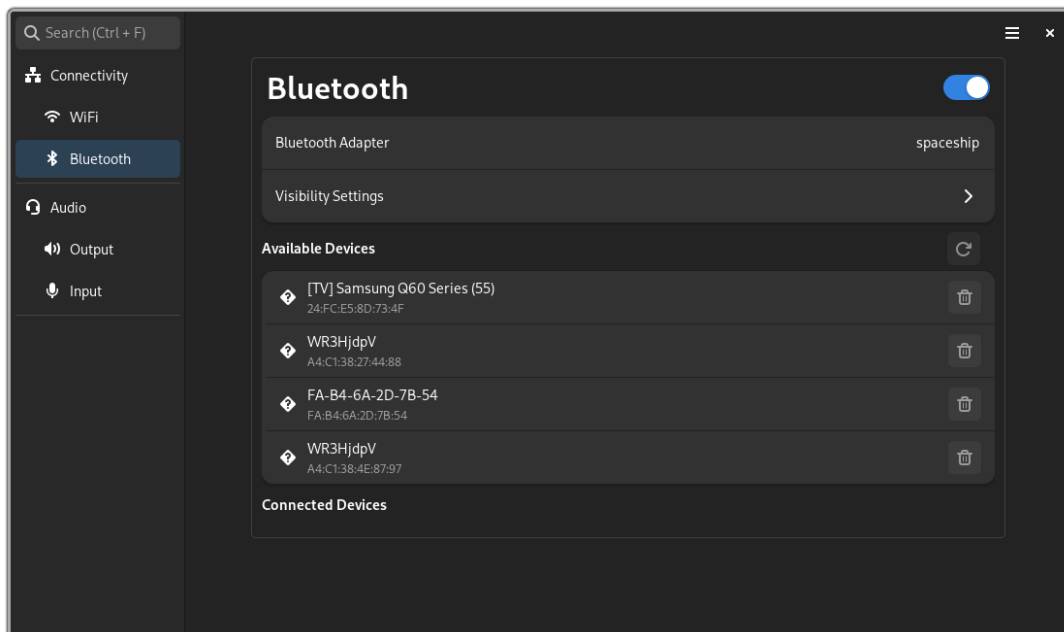 Search (Ctrl + F)
Connectivity
WiFi
Bluetooth
Audio
Output
Input
Bluetooth
Bluetooth Adapter spaceship
Visibility Settings
Available Devices
[TV] Samsung Q60 Series (55)
24:FC:E5:8D:73:4F
WR3HjdpV
A4:C1:38:27:44:88
FA-B4-6A-2D-7B-54
FA:B4:6A:2D:7B:54
WR3HjdpV
A4:C1:38:4E:87:97
Connected Devices